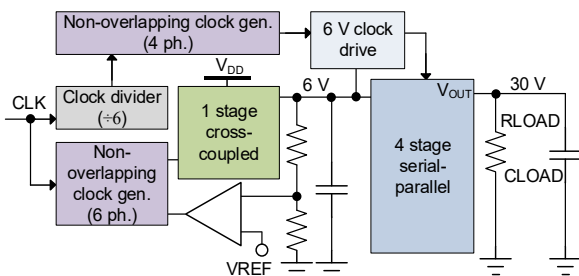 Non-overlapping clock gen.
(4 ph.)
6 V clock
drive
VDD
CLK
Clock divider
(÷6)
1 stage
cross-
coupled
6 V
VOUT
30 V
4 stage
serial-
parallel
RLOAD
CLOAD
Non-
overlapping
clock gen.
(6 ph.)
VREF